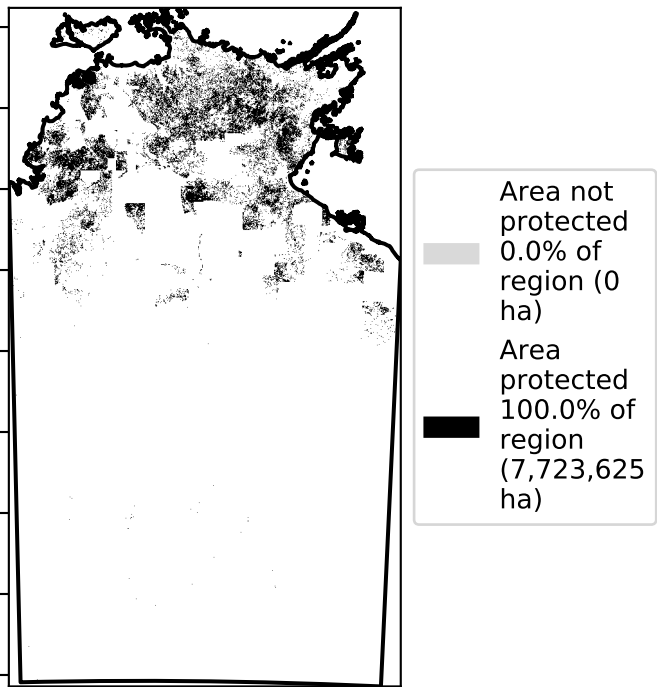 Area not
protected
0.0% of
region (0
ha)
Area
protected
100.0% of
region
(7,723,625
ha)